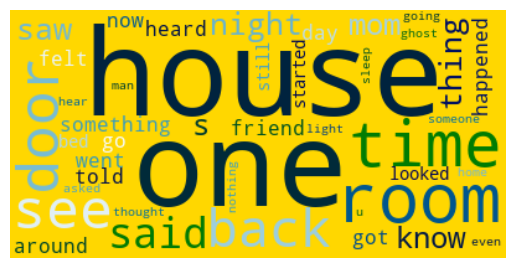 saw now heard night day mom going ghost
felt house still started sleep thing happened
door man
hear
something s friend light someone
bed go went one time
told looked home
asked see nothing room
thought u
said back got know even
around